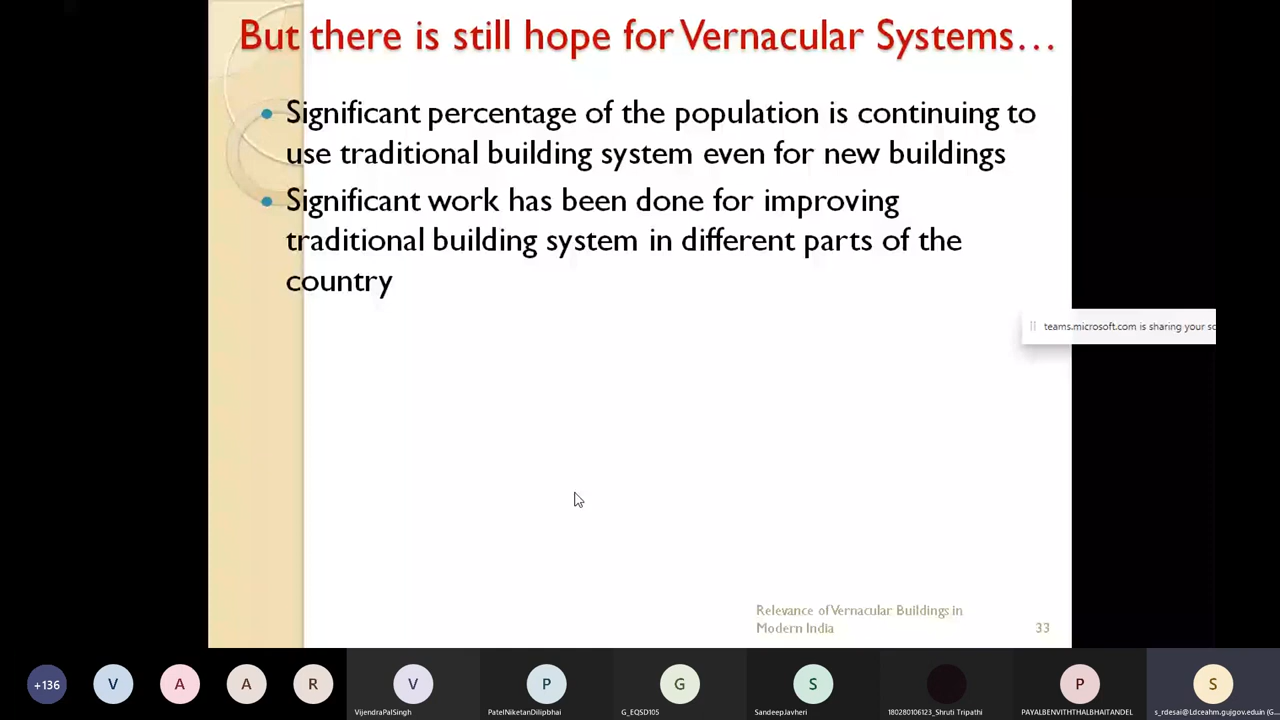 But there is still hope for Vernacular Systems...
Significant percentage of the population is continuing to
use traditional building system even for new buildings
Significant work has been done for improving
traditional building system in different parts of the
country
teams.microsoft.com is sharing your sc
Relevance of Vernacular Buildings in
Modern India
33
+136
V
A
A
R
V
P
G
S
P
S
VijendraPalSingh
PatelNiketanDilipbhai
G_EQSD105
SandeepJavheri
180280106123_Shruti Tripathi
PAYALBENVITHTHALBHAITANDEL
s_rdesai@Ldceahm.gujgov.eduin (G...